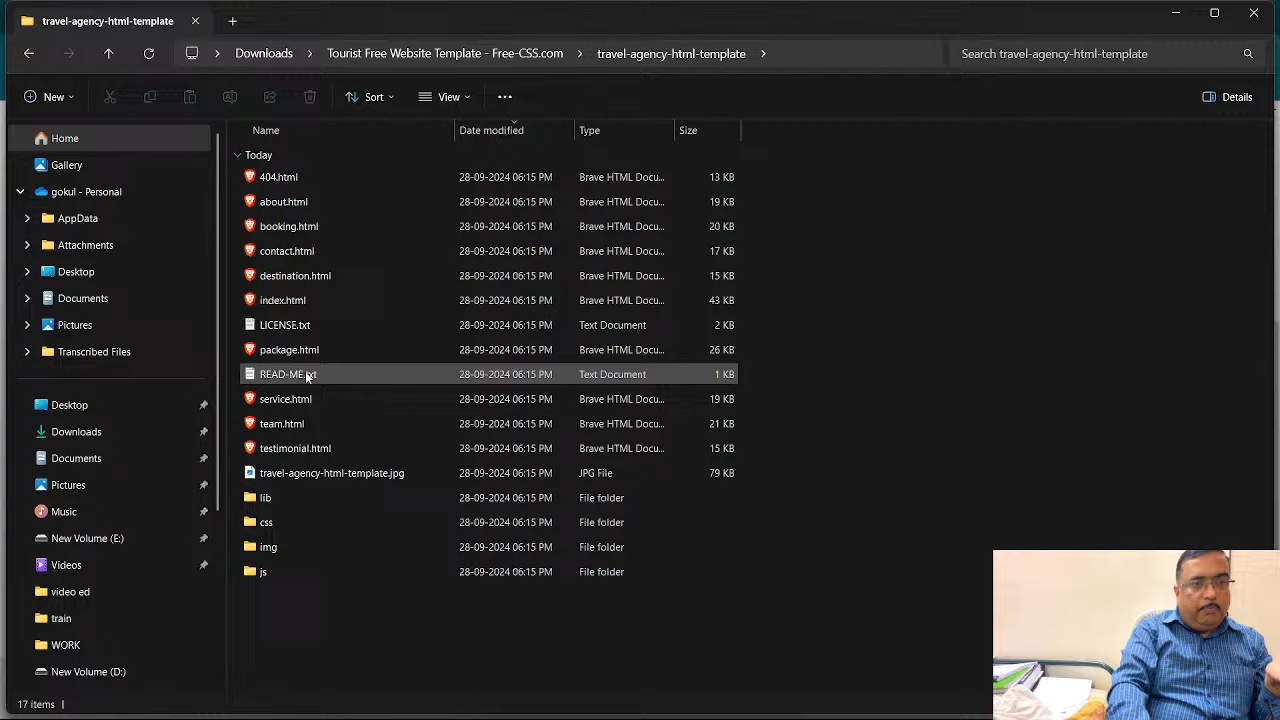 travel-agency-html-template
Downloads > Tourist Free Website Template - Free-CSS.com > travel-agency-html-template >
Search travel-agency-html-template
New
Sort
View
Details
Home
Gallery
gokul - Personal
AppData
Attachments
Desktop
Documents
Pictures
Transcribed Files
Desktop
Downloads
Documents
Pictures
Music
New Volume (E:)
Videos
video ed
train
WORK
New Volume (D:)
Name Date modified Type Size
Today
404.html 28-09-2024 06:15 PM Brave HTML Docu... 13 KB
about.html 28-09-2024 06:15 PM Brave HTML Docu... 19 KB
booking.html 28-09-2024 06:15 PM Brave HTML Docu... 20 KB
contact.html 28-09-2024 06:15 PM Brave HTML Docu... 17 KB
destination.html 28-09-2024 06:15 PM Brave HTML Docu... 15 KB
index.html 28-09-2024 06:15 PM Brave HTML Docu... 43 KB
LICENSE.txt 28-09-2024 06:15 PM Text Document 2 KB
package.html 28-09-2024 06:15 PM Brave HTML Docu... 26 KB
READ-ME.txt 28-09-2024 06:15 PM Text Document 1 KB
service.html 28-09-2024 06:15 PM Brave HTML Docu... 19 KB
team.html 28-09-2024 06:15 PM Brave HTML Docu... 21 KB
testimonial.html 28-09-2024 06:15 PM Brave HTML Docu... 15 KB
travel-agency-html-template.jpg 28-09-2024 06:15 PM JPG File 79 KB
lib 28-09-2024 06:15 PM File folder
css 28-09-2024 06:15 PM File folder
img 28-09-2024 06:15 PM File folder
js 28-09-2024 06:15 PM File folder
17 items